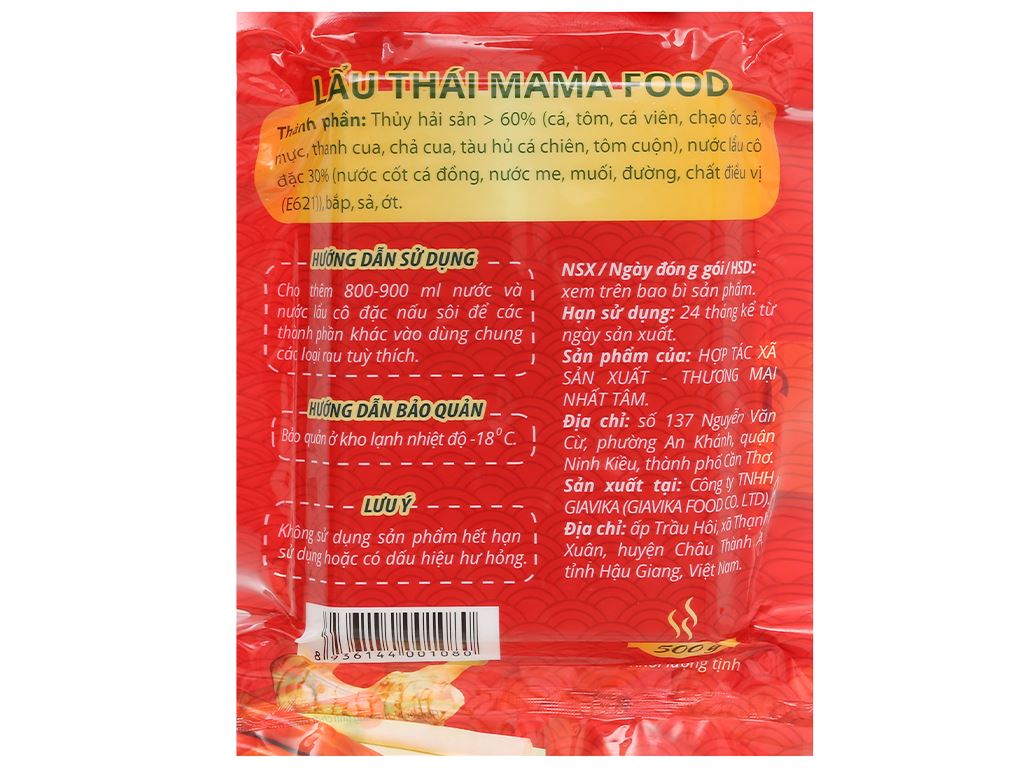 LẨU THÁI MAMA FOOD
Thành phần: Thủy hải sản > 60% (cá, tôm, cá viên, chạo ốc sả,
mực, thanh cua, chả cua, tàu hủ cá chiên, tôm cuộn), nước lẩu cô
đặc 30% (nước cốt cá đồng, nước me, muối, đường, chất điều vị
(E621)), bắp, sả, ớt.
HƯỚNG DẪN SỬ DỤNG
Cho thêm 800-900 ml nước và
nước lẩu cô đặc nấu sôi để các
thành phần khác vào dùng chung
các loại rau tuỳ thích.
HƯỚNG DẪN BẢO QUẢN
Bảo quản ở kho lạnh nhiệt độ -18⁰C.
LƯU Ý
Không sử dụng sản phẩm hết hạn
sử dụng hoặc có dấu hiệu hư hỏng.
8 936144 001080
NSX / Ngày đóng gói/HSD:
xem trên bao bì sản phẩm.
Hạn sử dụng: 24 tháng kể từ
ngày sản xuất.
Sản phẩm của: HỢP TÁC XÃ
SẢN XUẤT - THƯƠNG MẠI
NHẤT TÂM.
Địa chỉ: số 137 Nguyễn Văn
Cừ, phường An Khánh, quận
Ninh Kiều, thành phố Cần Thơ.
Sản xuất tại: Công ty TNHH
GIAVIKA (GIAVIKA FOOD CO. LTD).
Địa chỉ: ấp Trầu Hôi, xã Thạnh
Xuân, huyện Châu Thành A,
tỉnh Hậu Giang, Việt Nam.
500 g
lượng tịnh